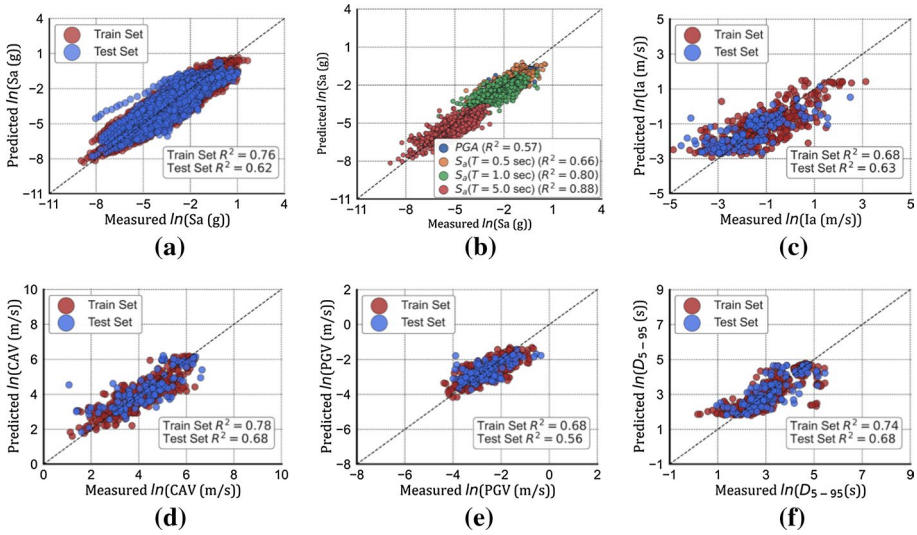 4
1
−2
−5
−8
−11
Predicted ln(Sa (g))
Train Set
Test Set
Train Set R² = 0.76
Test Set R² = 0.62
−11 −8 −5 −2 1 4
Measured ln(Sa (g))
(a)
4
1
−2
−5
−8
−11
Predicted ln(Sa (g))
PGA (R² = 0.57)
Sa(T = 0.5 sec) (R² = 0.66)
Sa(T = 1.0 sec) (R² = 0.80)
Sa(T = 5.0 sec) (R² = 0.88)
−11 −8 −5 −2 1 4
Measured ln(Sa (g))
(b)
5
3
1
−1
−3
−5
Predicted ln(Ia (m/s))
Train Set
Test Set
Train Set R² = 0.68
Test Set R² = 0.63
−5 −3 −1 1 3 5
Measured ln(Ia (m/s))
(c)
10
8
6
4
2
0
Predicted ln(CAV (m/s))
Train Set
Test Set
Train Set R² = 0.78
Test Set R² = 0.68
0 2 4 6 8 10
Measured ln(CAV (m/s))
(d)
2
0
−2
−4
−6
−8
Predicted ln(PGV (m/s))
Train Set
Test Set
Train Set R² = 0.68
Test Set R² = 0.56
−8 −6 −4 −2 0 2
Measured ln(PGV (m/s))
(e)
9
7
5
3
1
−1
Predicted ln(D₅₋₉₅ (s))
Train Set
Test Set
Train Set R² = 0.74
Test Set R² = 0.68
−1 1 3 5 7 9
Measured ln(D₅₋₉₅(s))
(f)